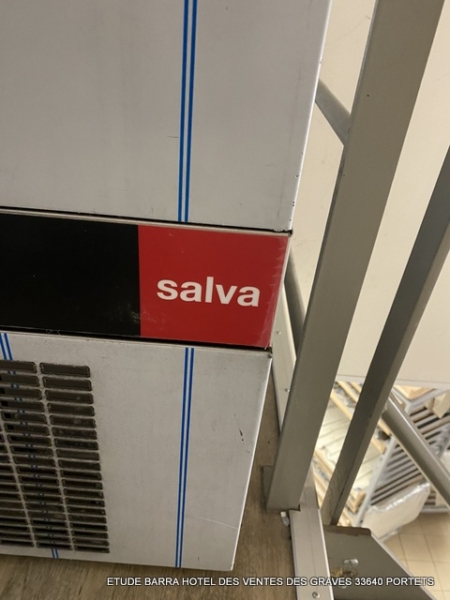 salva
ETUDE BARRA HOTEL DES VENTES DES GRAVES 33640 PORTETS